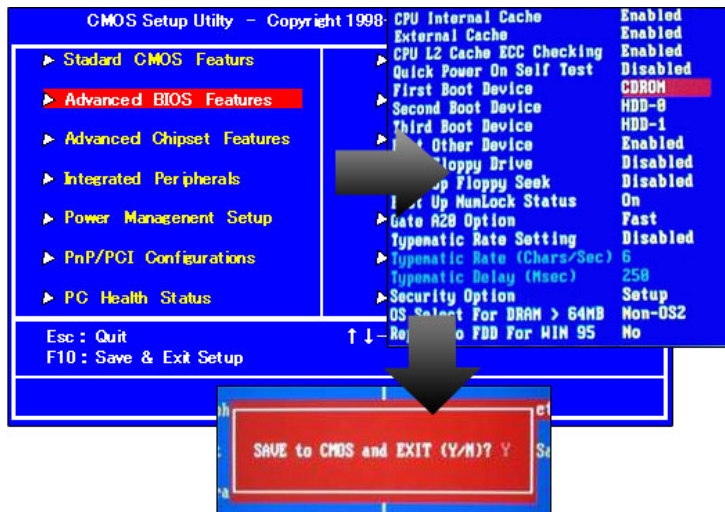 CMOS Setup Utilty - Copyright 1998-
Stadard CMOS Featurs
Advanced BIOS Features
Advanced Chipset Features
Integrated Peripherals
Power Managenent Setup
PnP/PCI Configurations
PC Health Status
Esc : Quit
F10 : Save & Exit Setup
↑↓
CPU Internal Cache Enabled
External Cache Enabled
CPU L2 Cache ECC Checking Enabled
Quick Power On Self Test Disabled
First Boot Device CDROM
Second Boot Device HDD-0
Third Boot Device HDD-1
Other Device Enabled
Floppy Drive Disabled
Floppy Seek Disabled
Up NumLock Status On
Gate A20 Option Fast
Typematic Rate Setting Disabled
Typematic Rate (Chars/Sec) 6
Typematic Delay (Msec) 250
Security Option Setup
OS Select For DRAM > 64MB Non-OS2
FDD For WIN 95 No
SAVE to CMOS and EXIT (Y/N)? Y